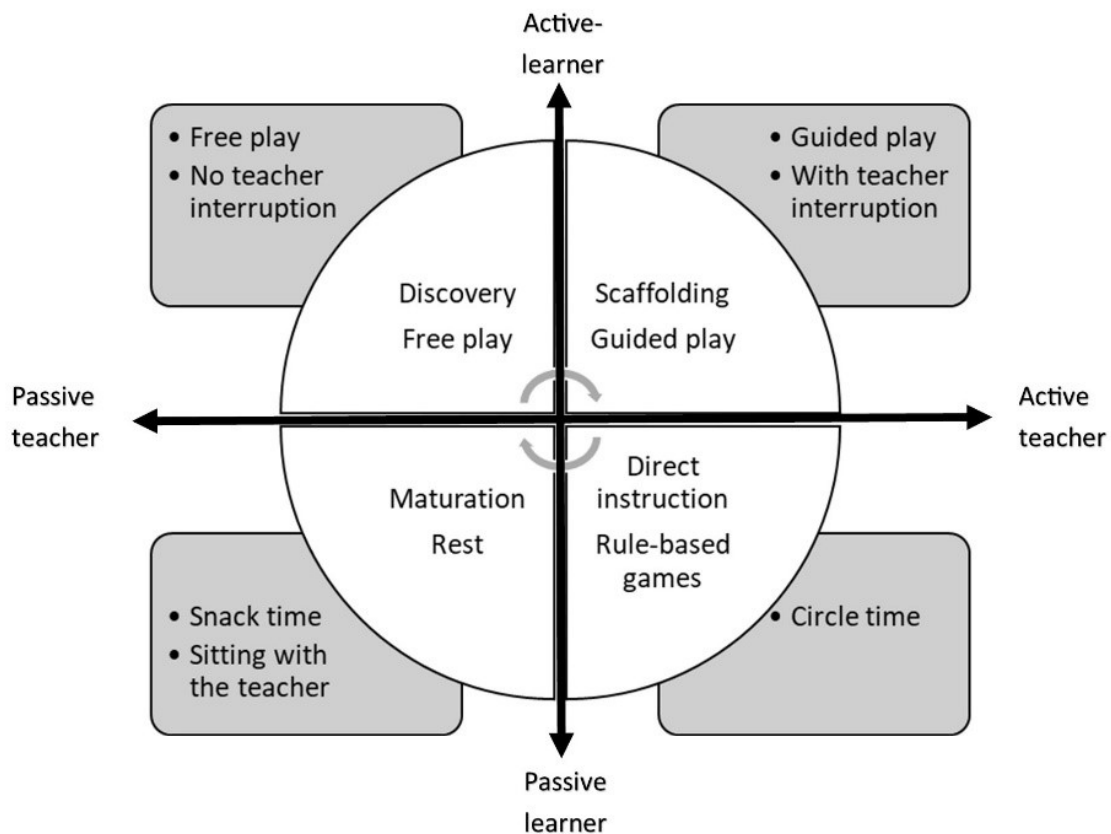 Active-
learner
• Free play
• No teacher
interruption
• Guided play
• With teacher
interruption
Discovery
Free play
Scaffolding
Guided play
Passive
teacher
Active
teacher
Maturation
Rest
Direct
instruction
Rule-based
games
• Snack time
• Sitting with
the teacher
• Circle time
Passive
learner